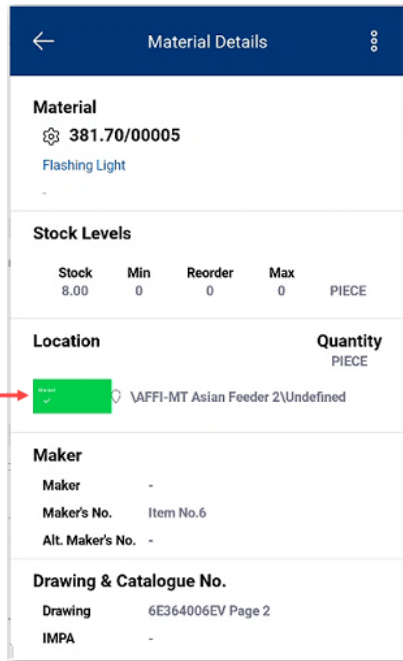 Material Details
Material
381.70/00005
Flashing Light
-
Stock Levels
Stock Min Reorder Max
8.00 0 0 0 PIECE
Location Quantity
PIECE
\AFFI-MT Asian Feeder 2\Undefined
Maker
Maker -
Maker's No. Item No.6
Alt. Maker's No. -
Drawing & Catalogue No.
Drawing 6E364006EV Page 2
IMPA -